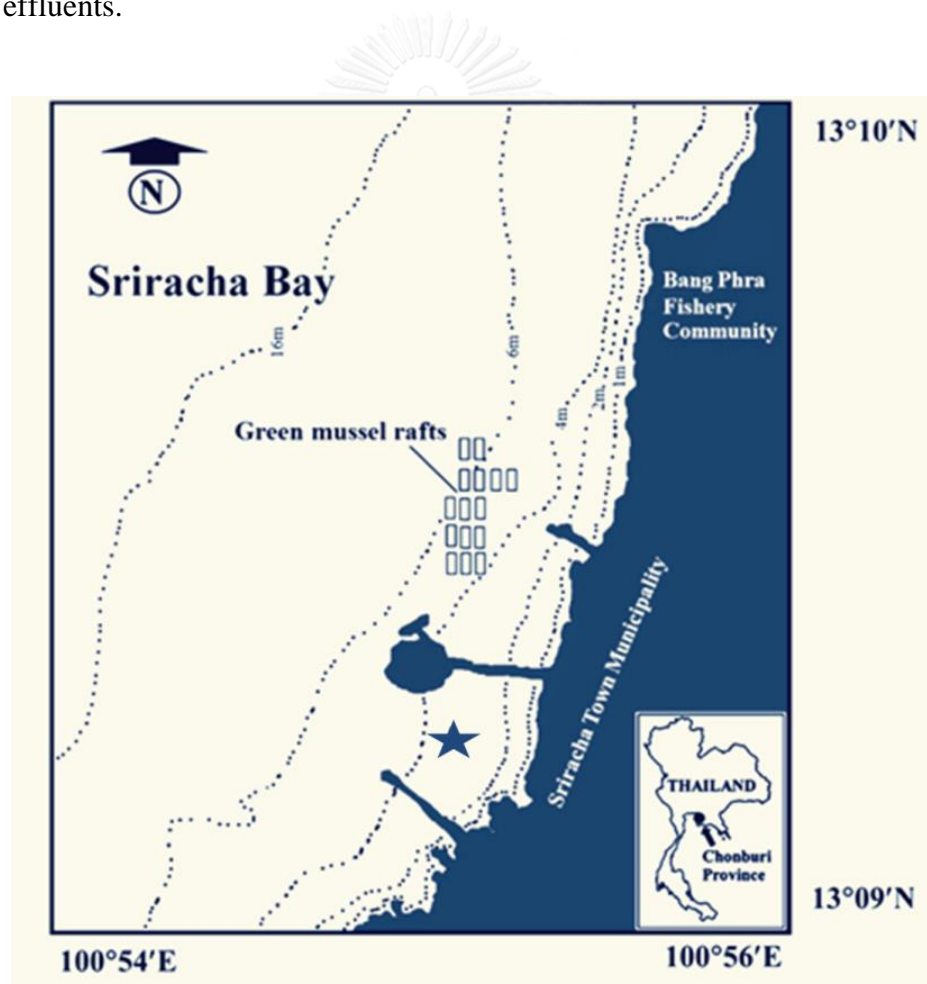 effluents.
13°10′N
N
Sriracha Bay
Bang Phra
Fishery
Community
16m
6m
1m
2m
4m
Green mussel rafts
Sriracha Town Municipality
THAILAND
Chonburi
Province
13°09′N
100°54′E
100°56′E